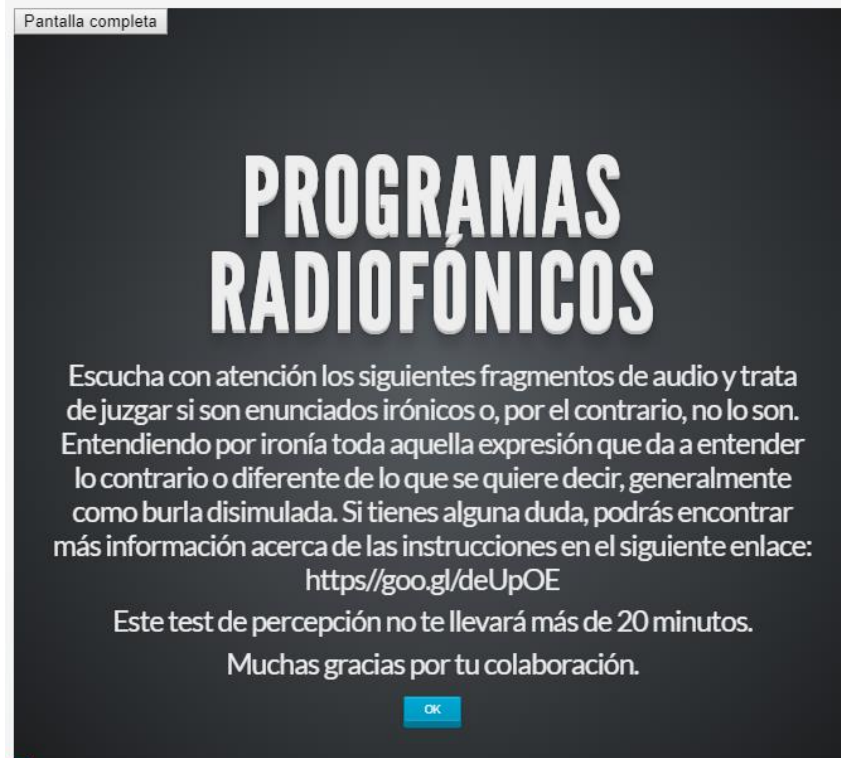 Pantalla completa
PROGRAMAS
RADIOFÓNICOS
Escucha con atención los siguientes fragmentos de audio y trata
de juzgar si son enunciados irónicos o, por el contrario, no lo son.
Entendiendo por ironía toda aquella expresión que da a entender
lo contrario o diferente de lo que se quiere decir, generalmente
como burla disimulada. Si tienes alguna duda, podrás encontrar
más información acerca de las instrucciones en el siguiente enlace:
https//goo.gl/deUpOE
Este test de percepción no te llevará más de 20 minutos.
Muchas gracias por tu colaboración.
OK